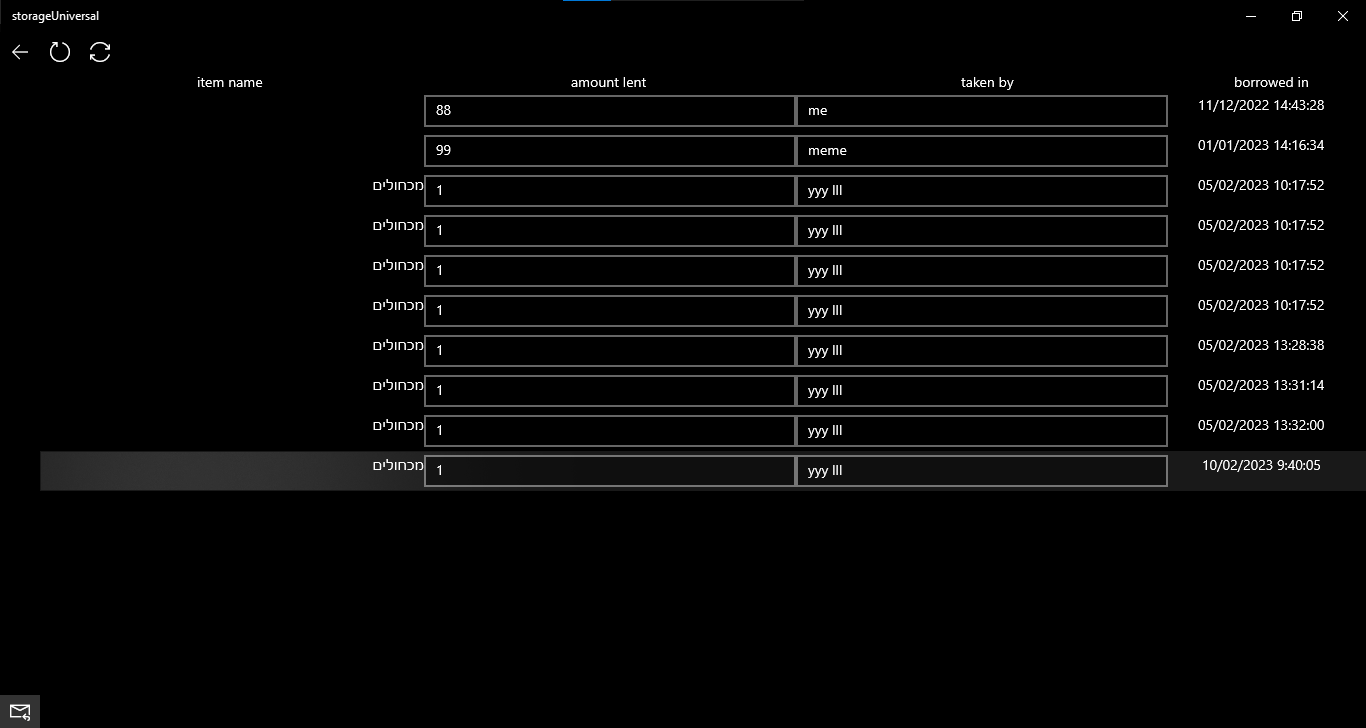 storageUniversal
item name amount lent taken by borrowed in
88 me 11/12/2022 14:43:28
99 meme 01/01/2023 14:16:34
מכחולים 1 yyy lll 05/02/2023 10:17:52
מכחולים 1 yyy lll 05/02/2023 10:17:52
מכחולים 1 yyy lll 05/02/2023 10:17:52
מכחולים 1 yyy lll 05/02/2023 10:17:52
מכחולים 1 yyy lll 05/02/2023 13:28:38
מכחולים 1 yyy lll 05/02/2023 13:31:14
מכחולים 1 yyy lll 05/02/2023 13:32:00
מכחולים 1 yyy lll 10/02/2023 9:40:05